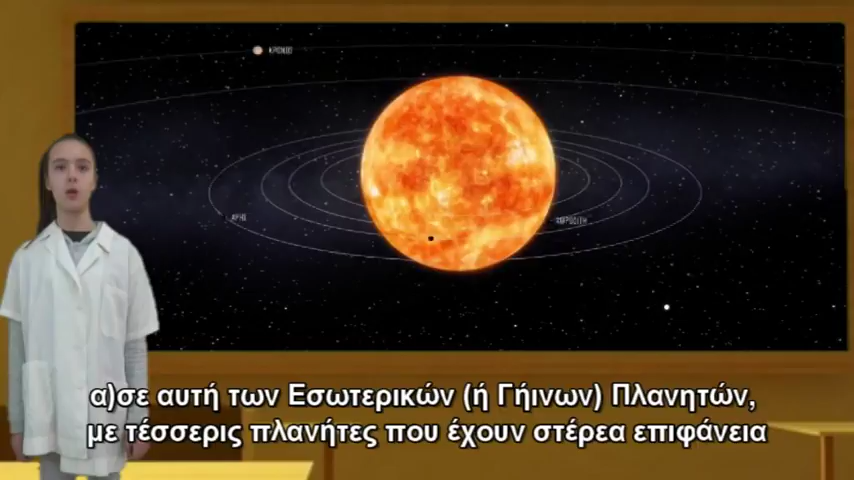 ΚΡΟΝΟΣ
ΑΡΗΣ
ΑΦΡΟΔΙΤΗ
α)σε αυτή των Εσωτερικών (ή Γήινων) Πλανητών,
με τέσσερις πλανήτες που έχουν στέρεα επιφάνεια